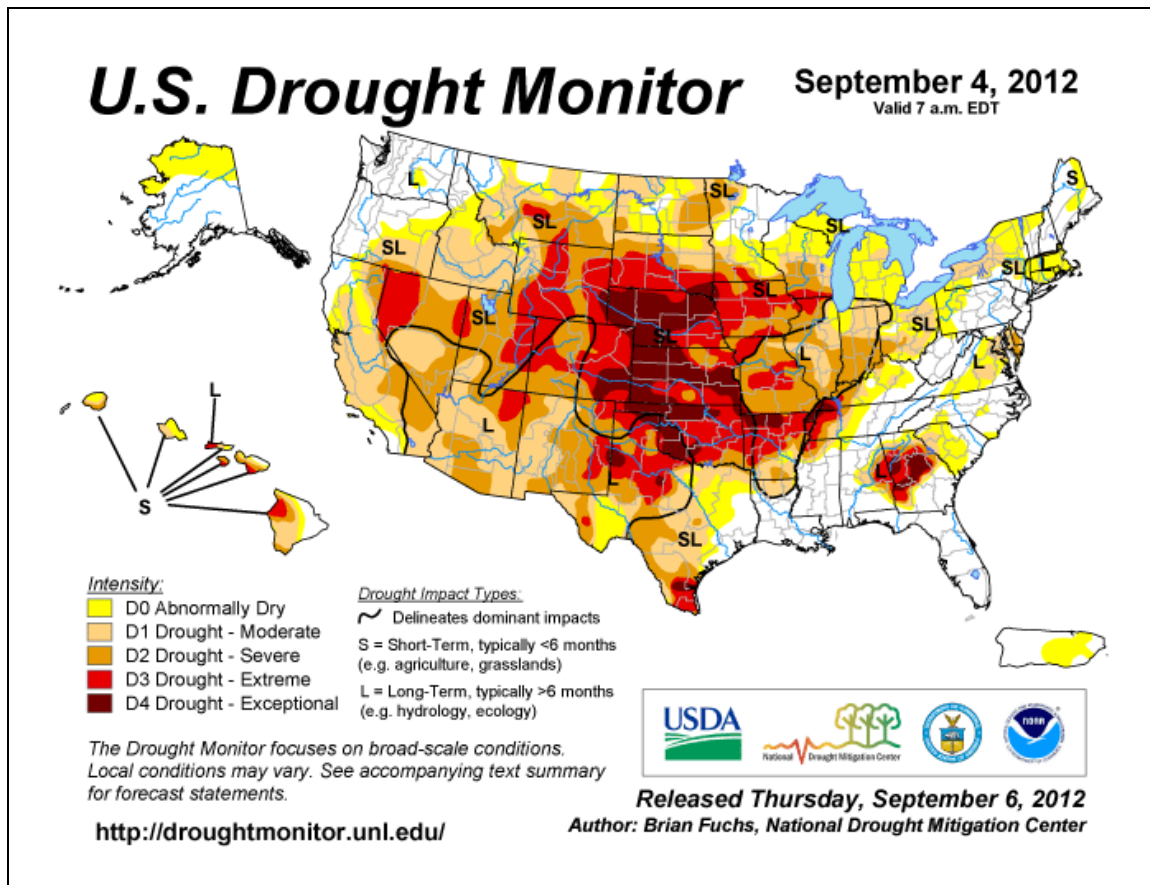 U.S. Drought Monitor
September 4, 2012
Valid 7 a.m. EDT
L
SL
SL
SL
SL
S
SL
SL
L
SL
SL
SL
SL
L
L
L
L
SL
L
S
Intensity:
D0 Abnormally Dry
D1 Drought - Moderate
D2 Drought - Severe
D3 Drought - Extreme
D4 Drought - Exceptional
Drought Impact Types:
Delineates dominant impacts
S = Short-Term, typically <6 months
(e.g. agriculture, grasslands)
L = Long-Term, typically >6 months
(e.g. hydrology, ecology)
The Drought Monitor focuses on broad-scale conditions.
Local conditions may vary. See accompanying text summary
for forecast statements.
http://droughtmonitor.unl.edu/
USDA
National Drought Mitigation Center
NOAA
Released Thursday, September 6, 2012
Author: Brian Fuchs, National Drought Mitigation Center